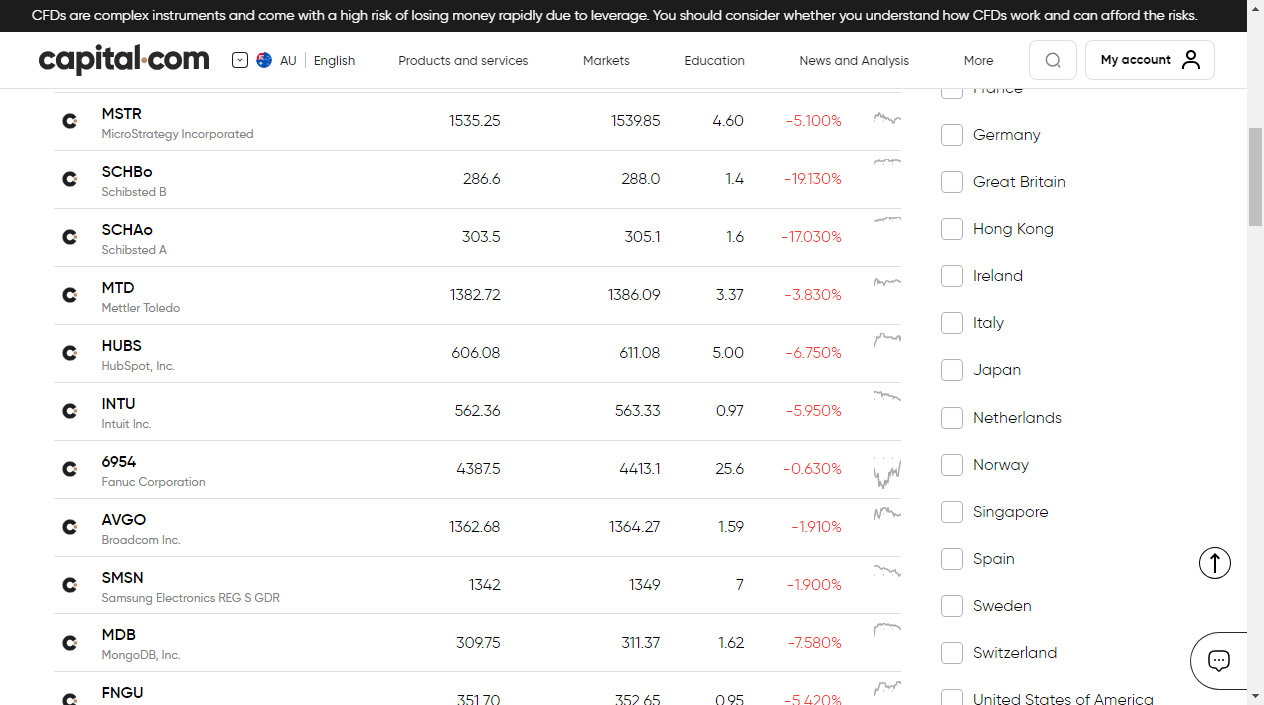 CFDs are complex instruments and come with a high risk of losing money rapidly due to leverage. You should consider whether you understand how CFDs work and can afford the risks.
capital.com AU English Products and services Markets Education News and Analysis More My account
MSTR
MicroStrategy Incorporated
1535.25 1539.85 4.60 -5.100%
SCHBo
Schibsted B
286.6 288.0 1.4 -19.130%
SCHAo
Schibsted A
303.5 305.1 1.6 -17.030%
MTD
Mettler Toledo
1382.72 1386.09 3.37 -3.830%
HUBS
HubSpot, Inc.
606.08 611.08 5.00 -6.750%
INTU
Intuit Inc.
562.36 563.33 0.97 -5.950%
6954
Fanuc Corporation
4387.5 4413.1 25.6 -0.630%
AVGO
Broadcom Inc.
1362.68 1364.27 1.59 -1.910%
SMSN
Samsung Electronics REG S GDR
1342 1349 7 -1.900%
MDB
MongoDB, Inc.
309.75 311.37 1.62 -7.580%
FNGU
351.70 352.65 0.95 -5.420%
France
Germany
Great Britain
Hong Kong
Ireland
Italy
Japan
Netherlands
Norway
Singapore
Spain
Sweden
Switzerland
United States of America